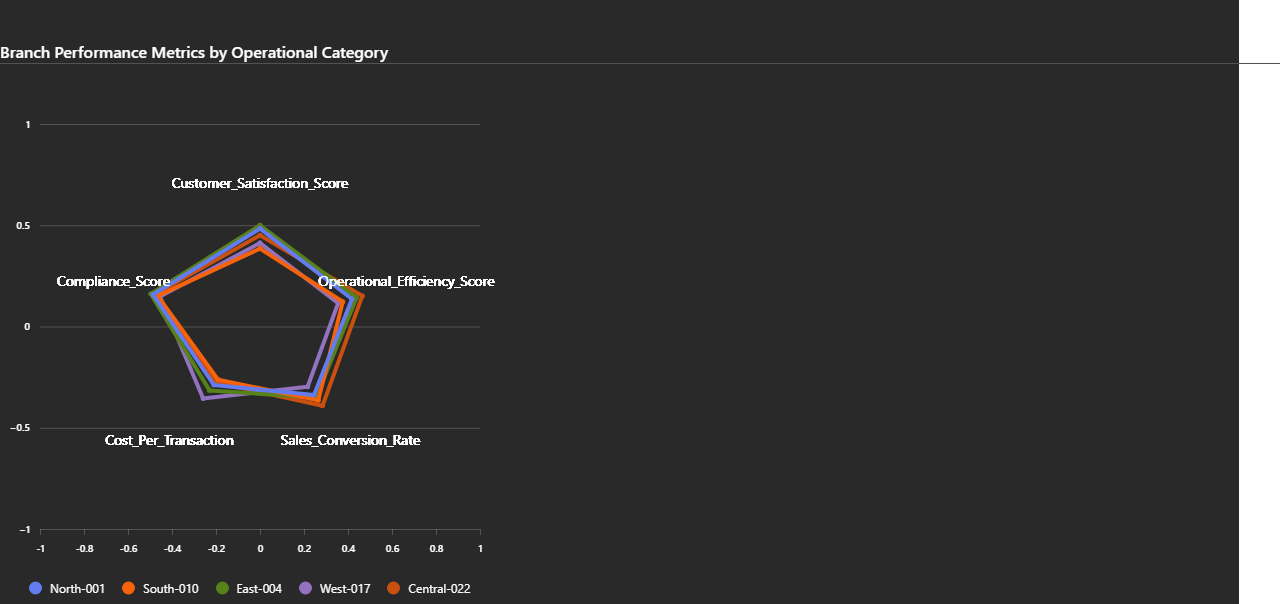 Branch Performance Metrics by Operational Category
1
Customer_Satisfaction_Score
0.5
Compliance_Score Operational_Efficiency_Score
0
−0.5
Cost_Per_Transaction Sales_Conversion_Rate
−1
-1 -0.8 -0.6 -0.4 -0.2 0 0.2 0.4 0.6 0.8 1
North-001 South-010 East-004 West-017 Central-022